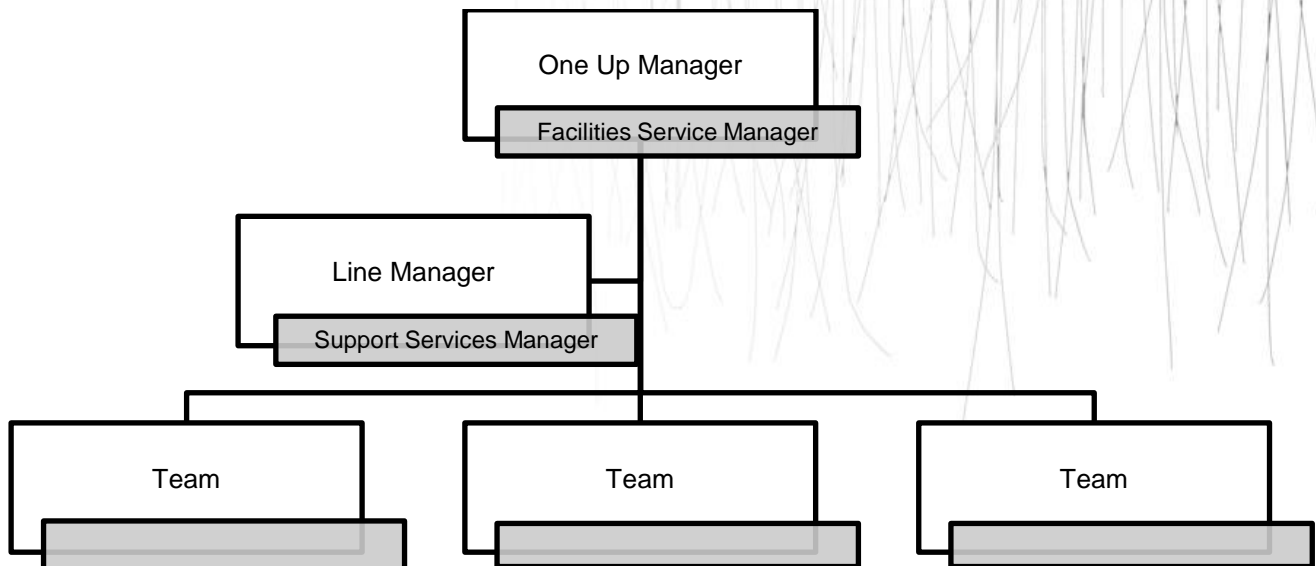 One Up Manager
Facilities Service Manager
Line Manager
Support Services Manager
Team
Team
Team